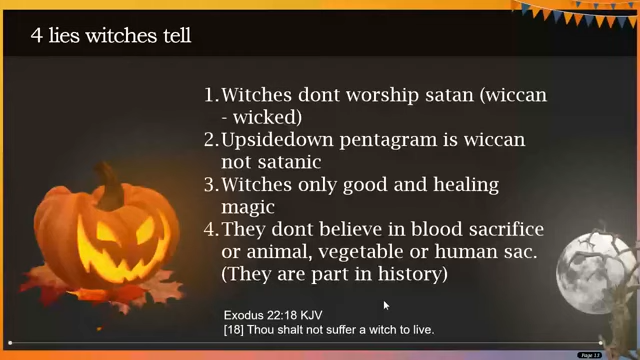 4 lies witches tell
1.Witches dont worship satan (wiccan
- wicked)
2.Upsidedown pentagram is wiccan
not satanic
3.Witches only good and healing
magic
4.They dont believe in blood sacrifice
or animal, vegetable or human sac.
(They are part in history)
Exodus 22:18 KJV
[18] Thou shalt not suffer a witch to live.
Page 13